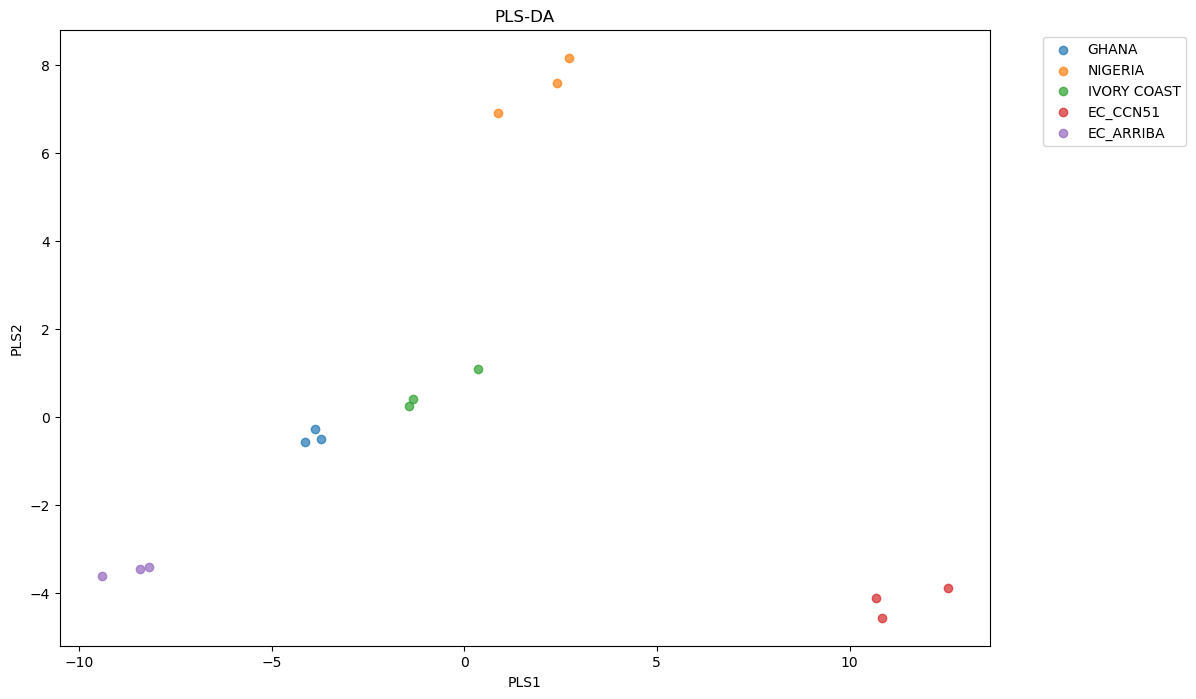 PLS-DA
GHANA
NIGERIA
IVORY COAST
EC_CCN51
EC_ARRIBA
8
6
4
2
0
−2
−4
PLS2
−10
−5
0
5
10
PLS1